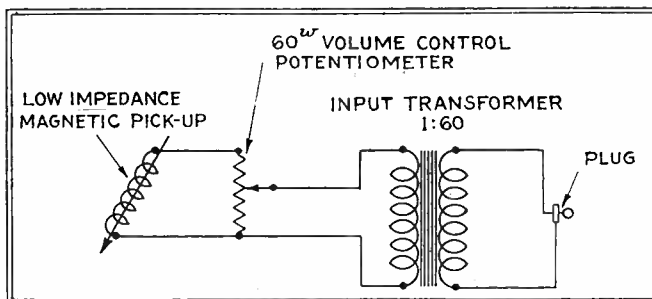 60ω VOLUME CONTROL
POTENTIOMETER
LOW IMPEDANCE
MAGNETIC PICK-UP
INPUT TRANSFORMER
1:60
PLUG